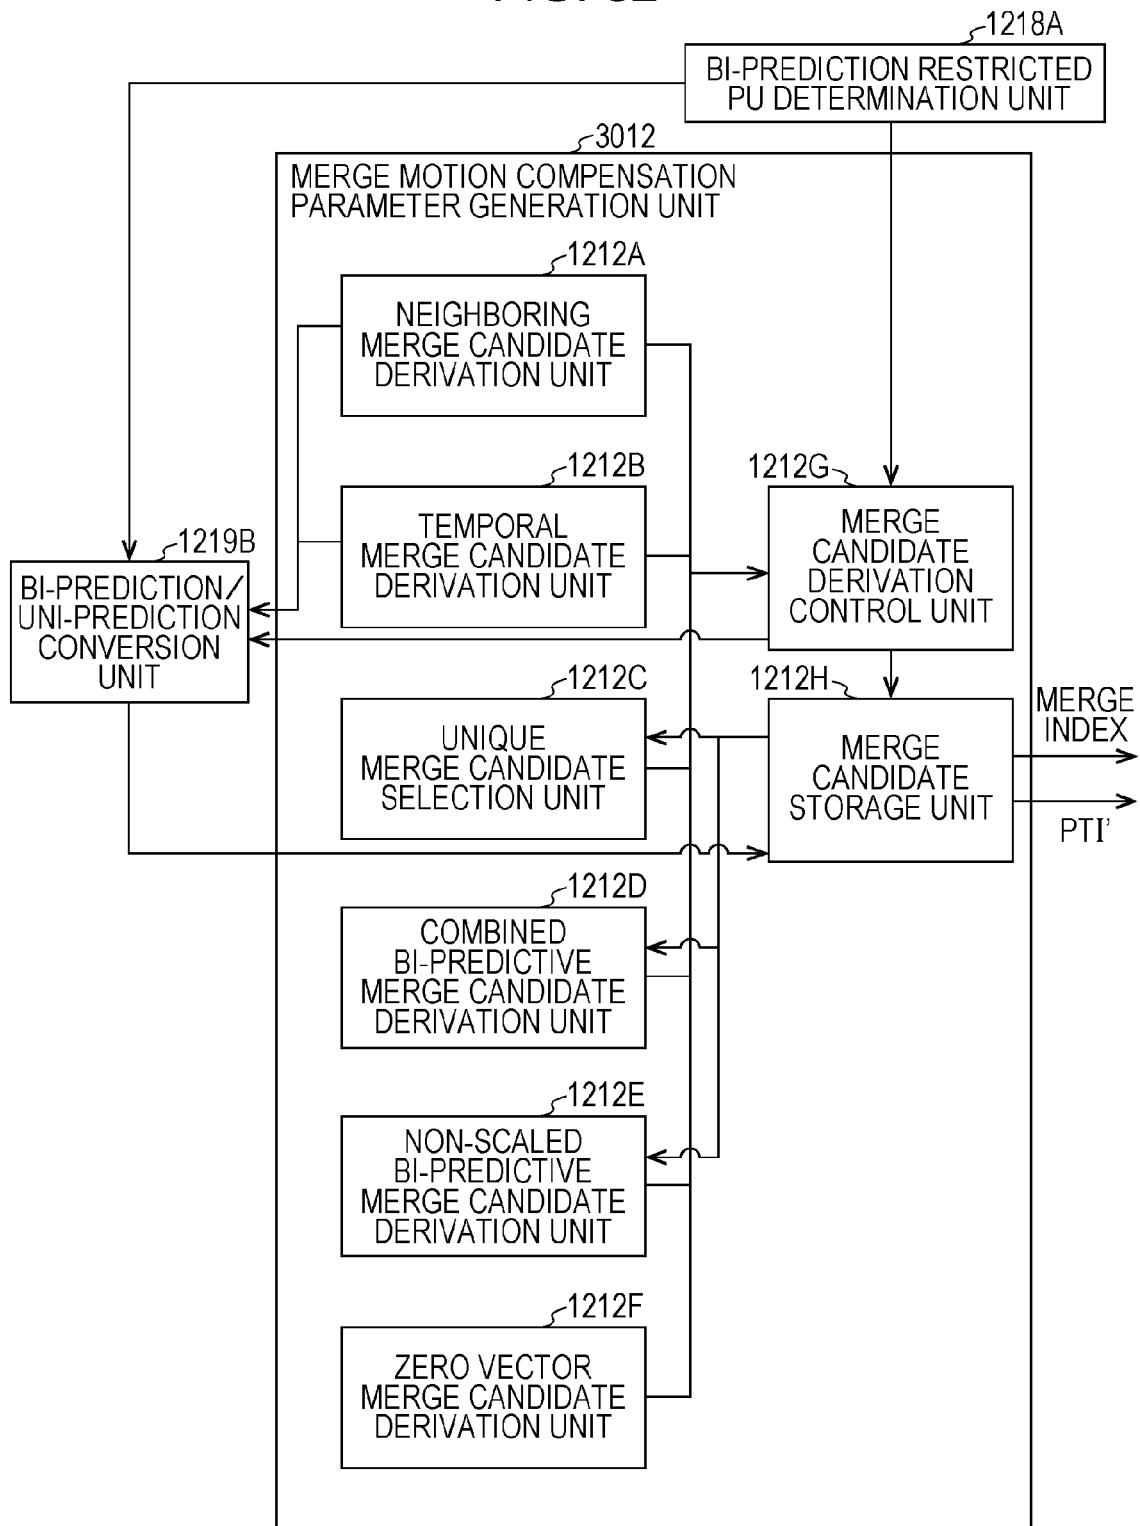 1218A
BI-PREDICTION RESTRICTED
PU DETERMINATION UNIT
3012
MERGE MOTION COMPENSATION
PARAMETER GENERATION UNIT
1212A
NEIGHBORING
MERGE CANDIDATE
DERIVATION UNIT
1212B
TEMPORAL
MERGE CANDIDATE
DERIVATION UNIT
1212G
MERGE
CANDIDATE
DERIVATION
CONTROL UNIT
1219B
BI-PREDICTION/
UNI-PREDICTION
CONVERSION
UNIT
1212C
UNIQUE
MERGE CANDIDATE
SELECTION UNIT
1212H
MERGE
CANDIDATE
STORAGE UNIT
MERGE
INDEX
PTI'
1212D
COMBINED
BI-PREDICTIVE
MERGE CANDIDATE
DERIVATION UNIT
1212E
NON-SCALED
BI-PREDICTIVE
MERGE CANDIDATE
DERIVATION UNIT
1212F
ZERO VECTOR
MERGE CANDIDATE
DERIVATION UNIT